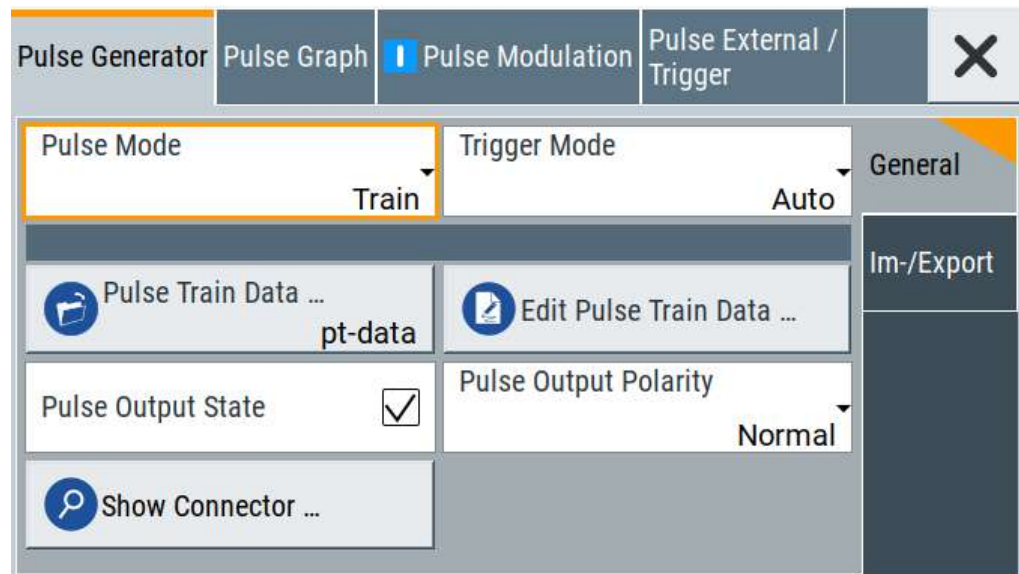 Pulse Generator
Pulse Graph
Pulse Modulation
Pulse External /
Trigger
Pulse Mode
Train
Trigger Mode
Auto
General
Im-/Export
Pulse Train Data ...
pt-data
Edit Pulse Train Data ...
Pulse Output State
Pulse Output Polarity
Normal
Show Connector ...